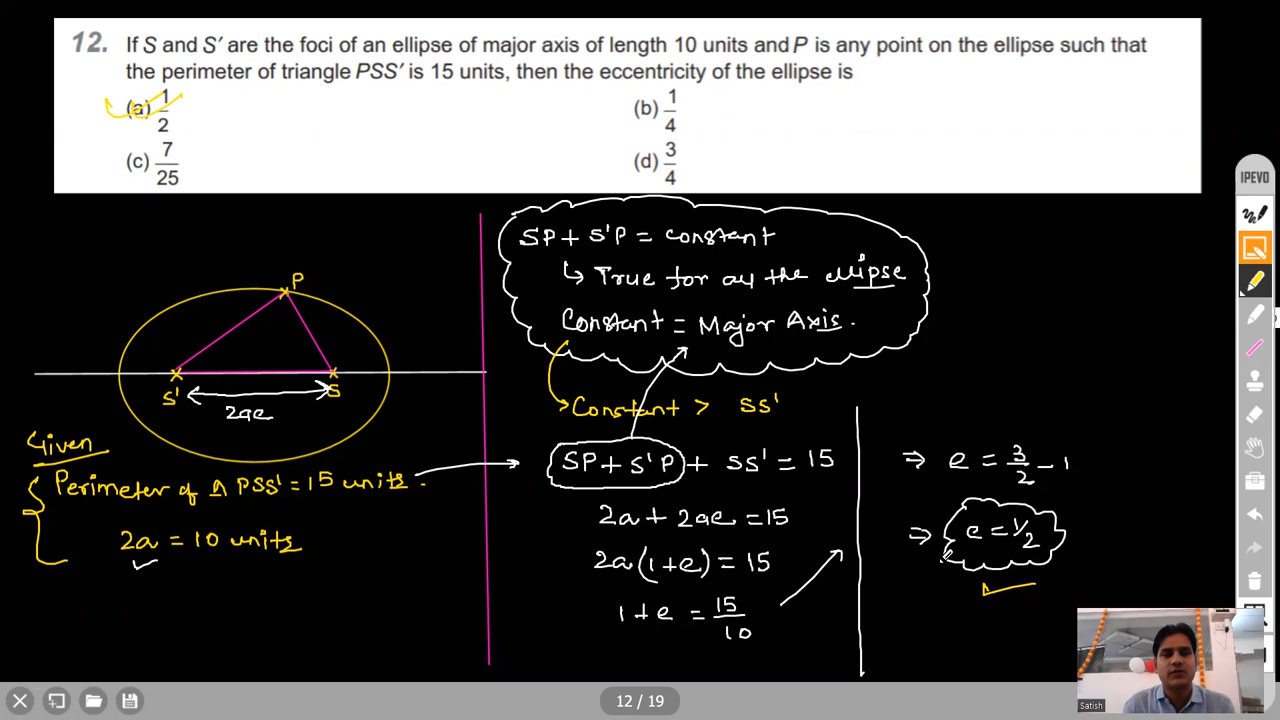 12. If S and S′ are the foci of an ellipse of major axis of length 10 units and P is any point on the ellipse such that
the perimeter of triangle PSS′ is 15 units, then the eccentricity of the ellipse is
(a) 1/2
(b) 1/4
(c) 7/25
(d) 3/4
IPEVO
P
S'
S
2ae
Given
Perimeter of Δ PSS' = 15 units.
2a = 10 units
SP + S'P = constant
↳ True for all the ellipse
Constant = Major Axis.
Constant > SS'
SP + S'P + SS' = 15
2a + 2ae = 15
2a(1+e) = 15
1+e = 15/10
⇒ e = 3/2 - 1
⇒ e = 1/2
Satish
12 / 19